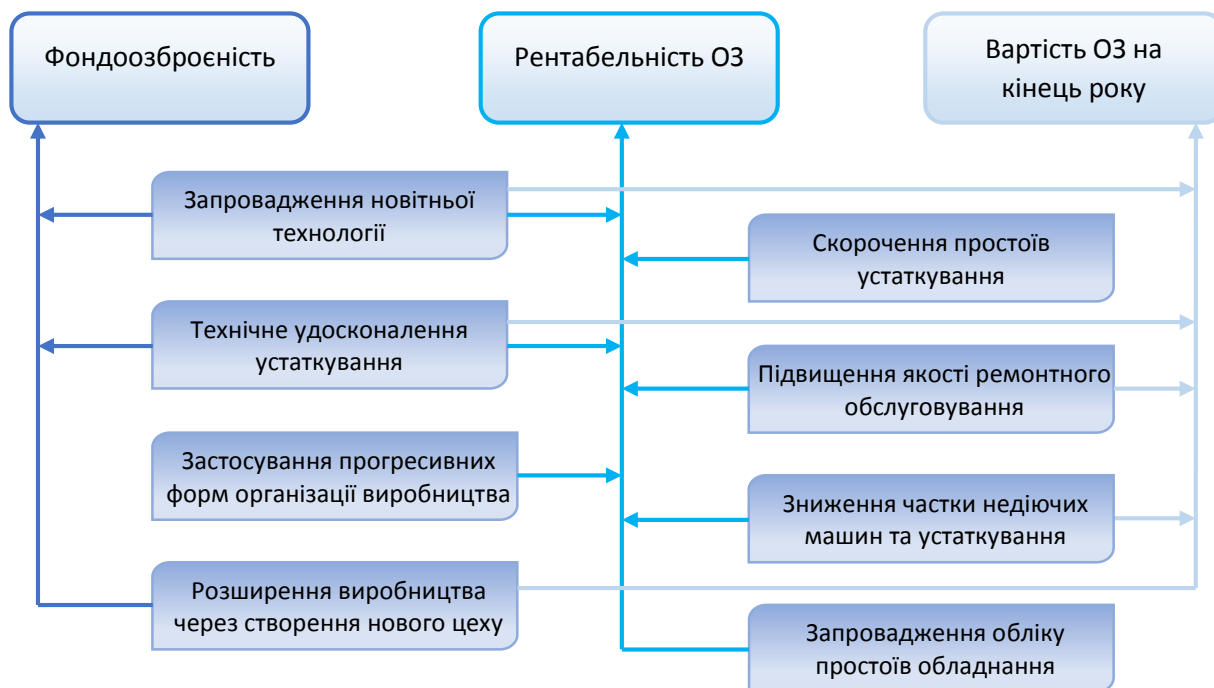 Фондоозброєність
Рентабельність ОЗ
Вартість ОЗ на
кінець року
Запровадження новітньої
технології
Скорочення простоїв
устаткування
Технічне удосконалення
устаткування
Підвищення якості ремонтного
обслуговування
Застосування прогресивних
форм організації виробництва
Зниження частки недіючих
машин та устаткування
Розширення виробництва
через створення нового цеху
Запровадження обліку
простоїв обладнання